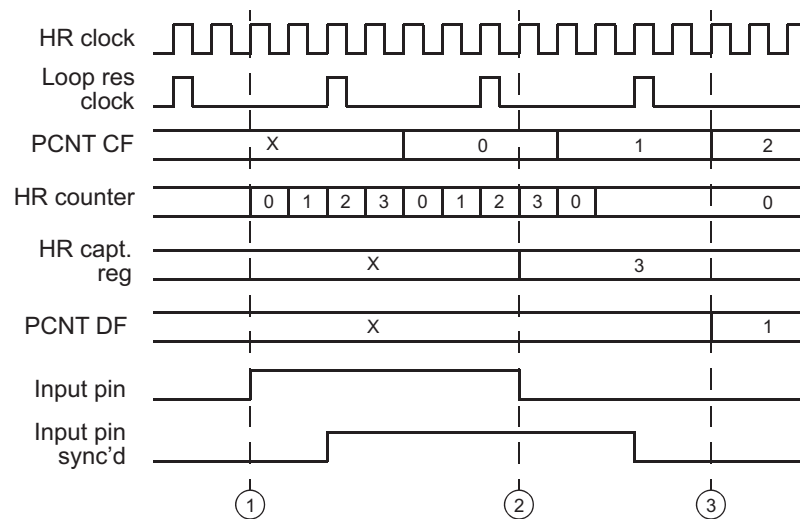 HR clock
Loop res
clock
PCNT CF X 0 1 2
HR counter 0 1 2 3 0 1 2 3 0 0
HR capt.
reg X 3
PCNT DF X 1
Input pin
Input pin
sync'd
1 2 3